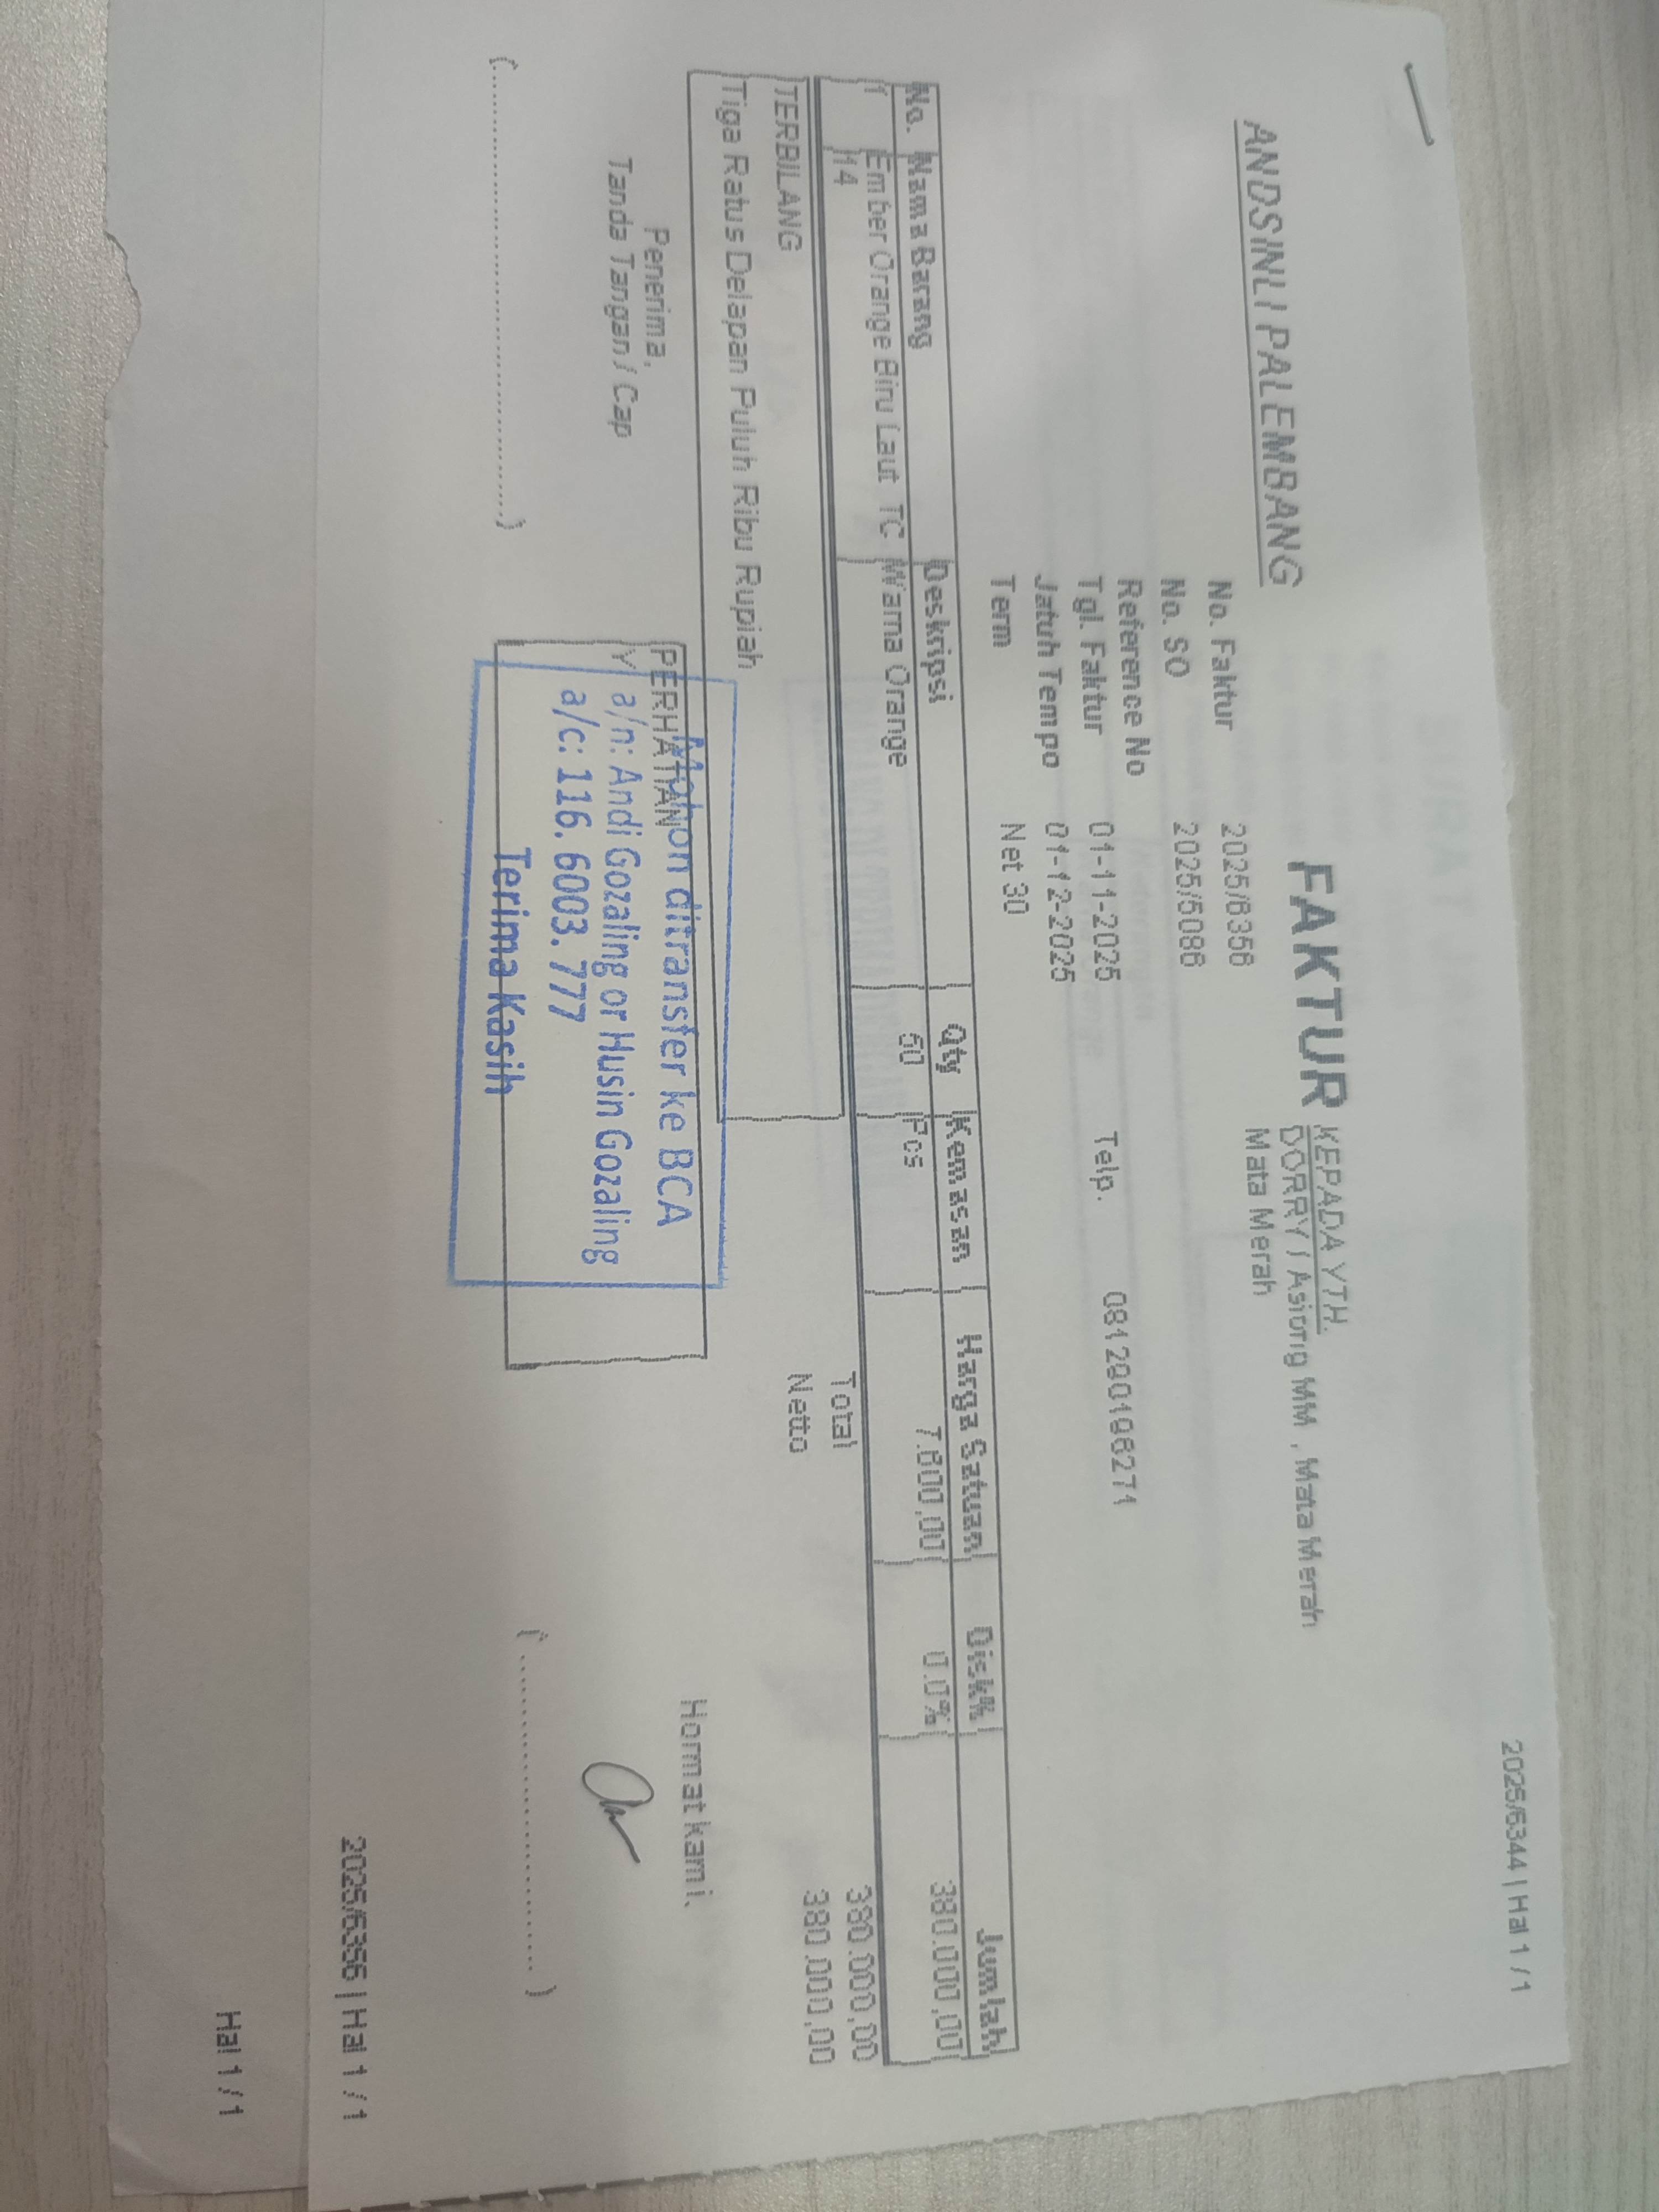 2025/6344 | Hal 1 / 1
ANDSINLI PALEMBANG
FAKTUR
KEPADA YTH.
DORRY / Asiong MM , Mata Merah
Mata Merah
No. Faktur 2025/6356
No. SO 2025/5086
Reference No
Tgl. Faktur 01-11-2025 Telp.
Jatuh Tempo 01-12-2025
Term Net 30
No. Nama Barang Deskripsi Qty Kemasan Harga Satuan Disk% Jumlah
1 Ember Orange Biru Laut TC Warna Orange 50 Pcs 7.600,00 0.0% 380.000,00
14
TERBILANG
Tiga Ratus Delapan Puluh Ribu Rupiah
Total 380.000,00
Netto 380.000,00
Penerima,
Tanda Tangan / Cap
PERHATIAN
Mohon ditransfer ke BCA
a/n: Andi Gozaling or Husin Gozaling
a/c: 116. 6003. 777
Terima Kasih
Hormat kami,
(..............................)
( .............................. )
2025/6356 | Hal 1 / 1
Hal 1 / 1